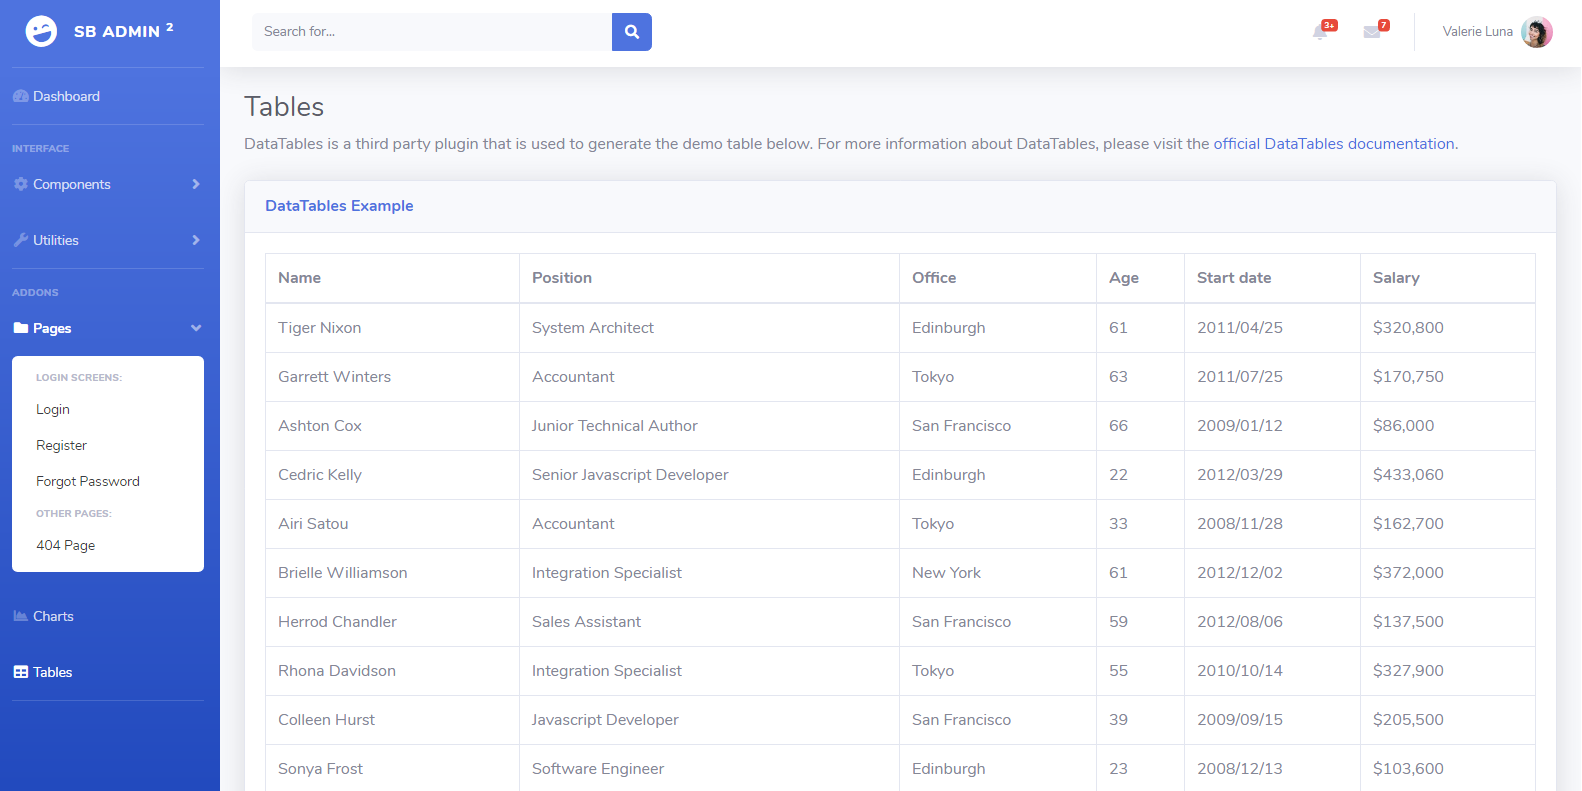 SB ADMIN 2
Dashboard
INTERFACE
Components
Utilities
ADDONS
Pages
LOGIN SCREENS:
Login
Register
Forgot Password
OTHER PAGES:
404 Page
Charts
Tables
Search for...
3+
7
Valerie Luna
Tables
DataTables is a third party plugin that is used to generate the demo table below. For more information about DataTables, please visit the official DataTables documentation.
DataTables Example
Name Position Office Age Start date Salary
Tiger Nixon System Architect Edinburgh 61 2011/04/25 $320,800
Garrett Winters Accountant Tokyo 63 2011/07/25 $170,750
Ashton Cox Junior Technical Author San Francisco 66 2009/01/12 $86,000
Cedric Kelly Senior Javascript Developer Edinburgh 22 2012/03/29 $433,060
Airi Satou Accountant Tokyo 33 2008/11/28 $162,700
Brielle Williamson Integration Specialist New York 61 2012/12/02 $372,000
Herrod Chandler Sales Assistant San Francisco 59 2012/08/06 $137,500
Rhona Davidson Integration Specialist Tokyo 55 2010/10/14 $327,900
Colleen Hurst Javascript Developer San Francisco 39 2009/09/15 $205,500
Sonya Frost Software Engineer Edinburgh 23 2008/12/13 $103,600